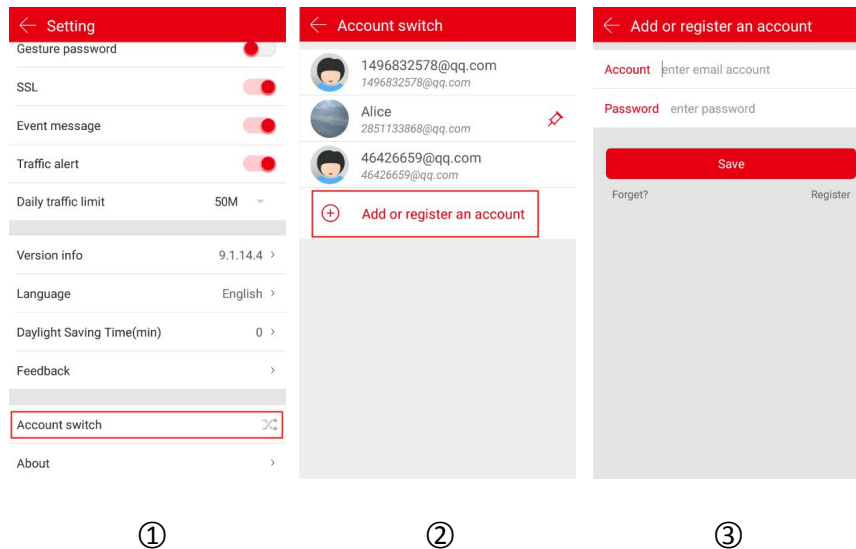 Setting
Gesture password
SSL
Event message
Traffic alert
Daily traffic limit 50M
Version info 9.1.14.4
Language English
Daylight Saving Time(min) 0
Feedback
Account switch
About
①
Account switch
1496832578@qq.com
1496832578@qq.com
Alice
2851133868@qq.com
46426659@qq.com
46426659@qq.com
Add or register an account
②
Add or register an account
Account enter email account
Password enter password
Save
Forget? Register
③